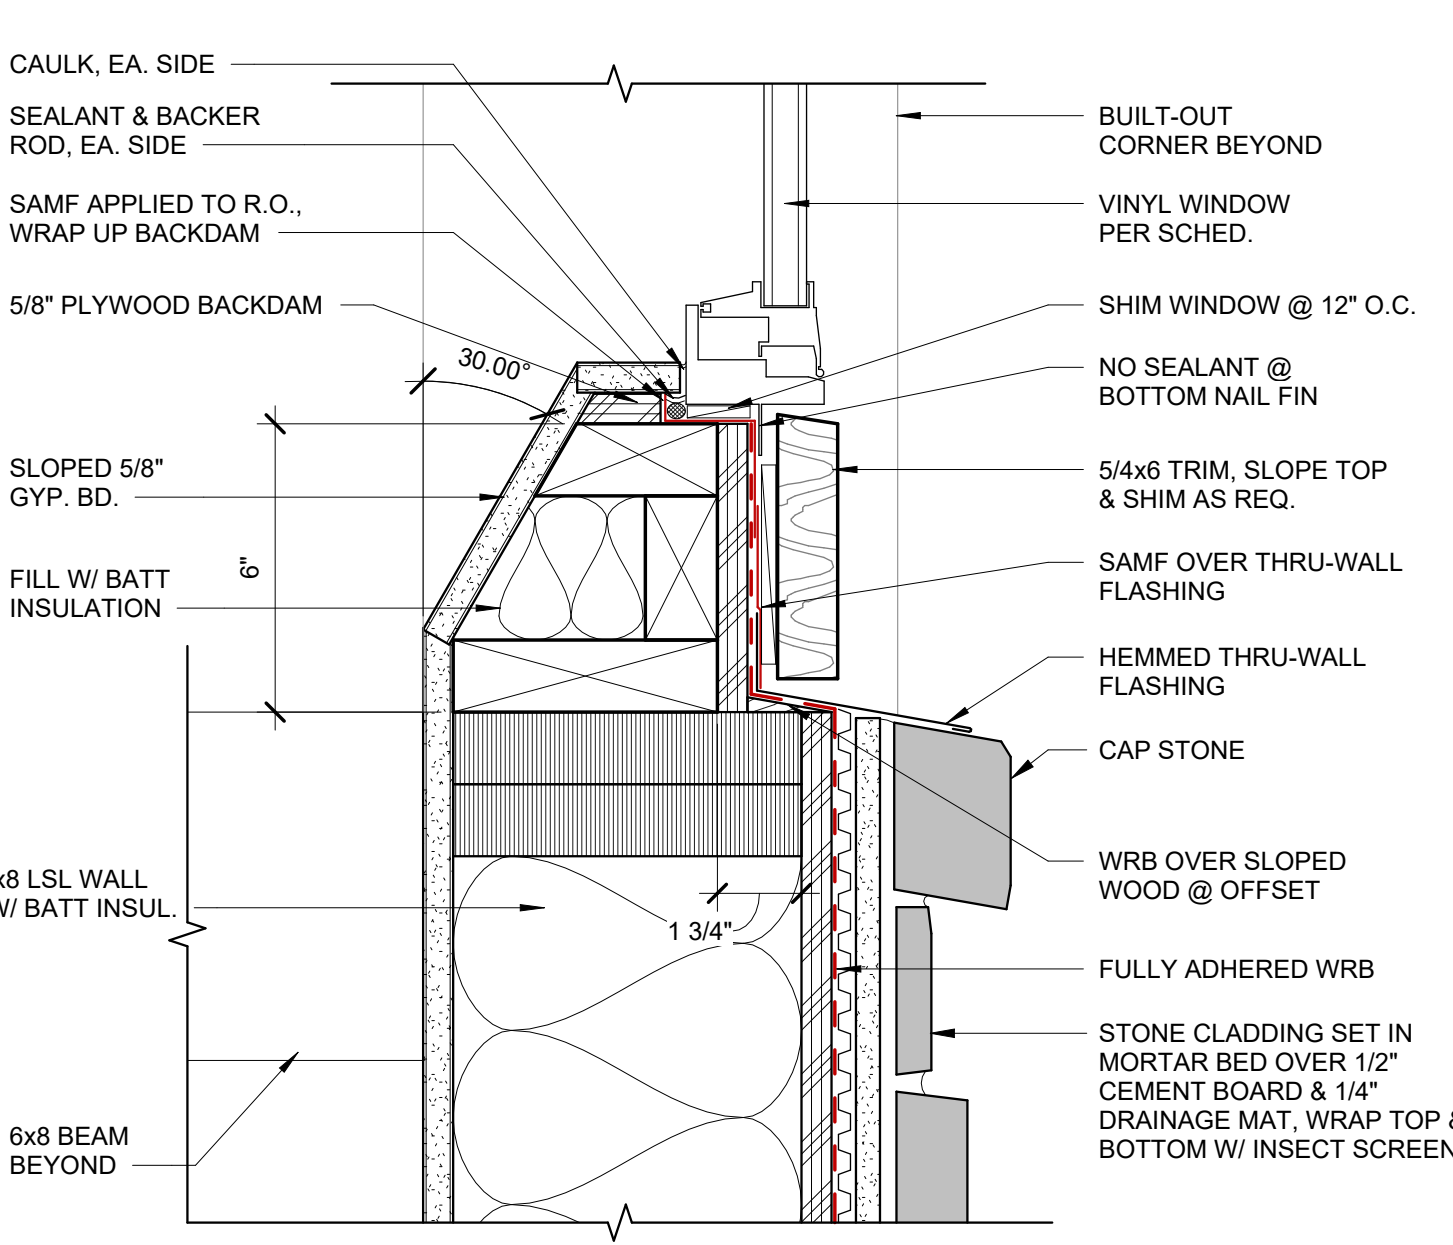 CAULK, EA. SIDE
SEALANT & BACKER
ROD, EA. SIDE
SAMF APPLIED TO R.O.,
WRAP UP BACKDAM
5/8" PLYWOOD BACKDAM
30.00°
SLOPED 5/8"
GYP. BD.
6"
FILL W/ BATT
INSULATION
x8 LSL WALL
W/ BATT INSUL.
1 3/4"
6x8 BEAM
BEYOND
BUILT-OUT
CORNER BEYOND
VINYL WINDOW
PER SCHED.
SHIM WINDOW @ 12" O.C.
NO SEALANT @
BOTTOM NAIL FIN
5/4x6 TRIM, SLOPE TOP
& SHIM AS REQ.
SAMF OVER THRU-WALL
FLASHING
HEMMED THRU-WALL
FLASHING
CAP STONE
WRB OVER SLOPED
WOOD @ OFFSET
FULLY ADHERED WRB
STONE CLADDING SET IN
MORTAR BED OVER 1/2"
CEMENT BOARD & 1/4"
DRAINAGE MAT, WRAP TOP &
BOTTOM W/ INSECT SCREEN